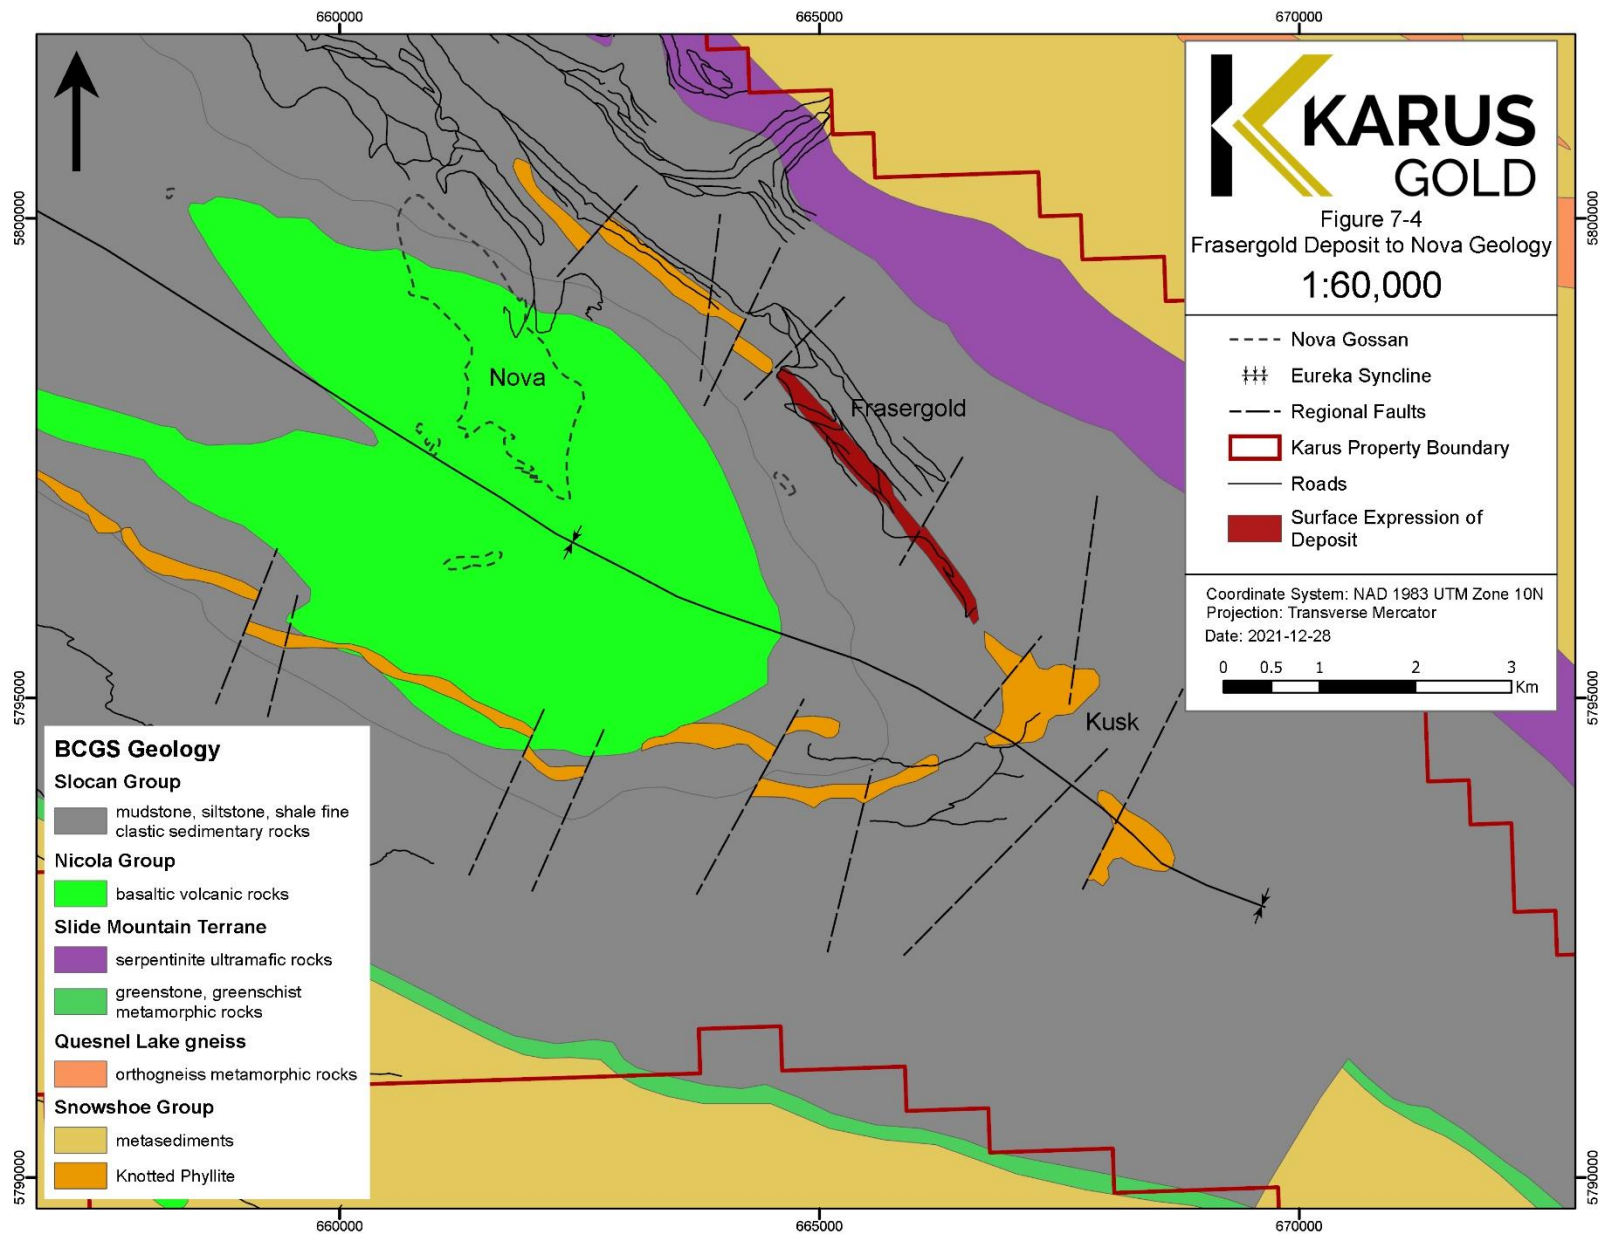 660000
665000
670000
KARUS
GOLD
Figure 7-4
Frasergold Deposit to Nova Geology
1:60,000
Nova Gossan
Eureka Syncline
Regional Faults
Karus Property Boundary
Roads
Surface Expression of
Deposit
Coordinate System: NAD 1983 UTM Zone 10N
Projection: Transverse Mercator
Date: 2021-12-28
0 0.5 1 2 3
Km
5800000
5800000
Nova
Frasergold
5795000
5795000
Kusk
BCGS Geology
Slocan Group
mudstone, siltstone, shale fine
clastic sedimentary rocks
Nicola Group
basaltic volcanic rocks
Slide Mountain Terrane
serpentinite ultramafic rocks
greenstone, greenschist
metamorphic rocks
Quesnel Lake gneiss
orthogneiss metamorphic rocks
Snowshoe Group
metasediments
Knotted Phyllite
5790000
5790000
660000
665000
670000